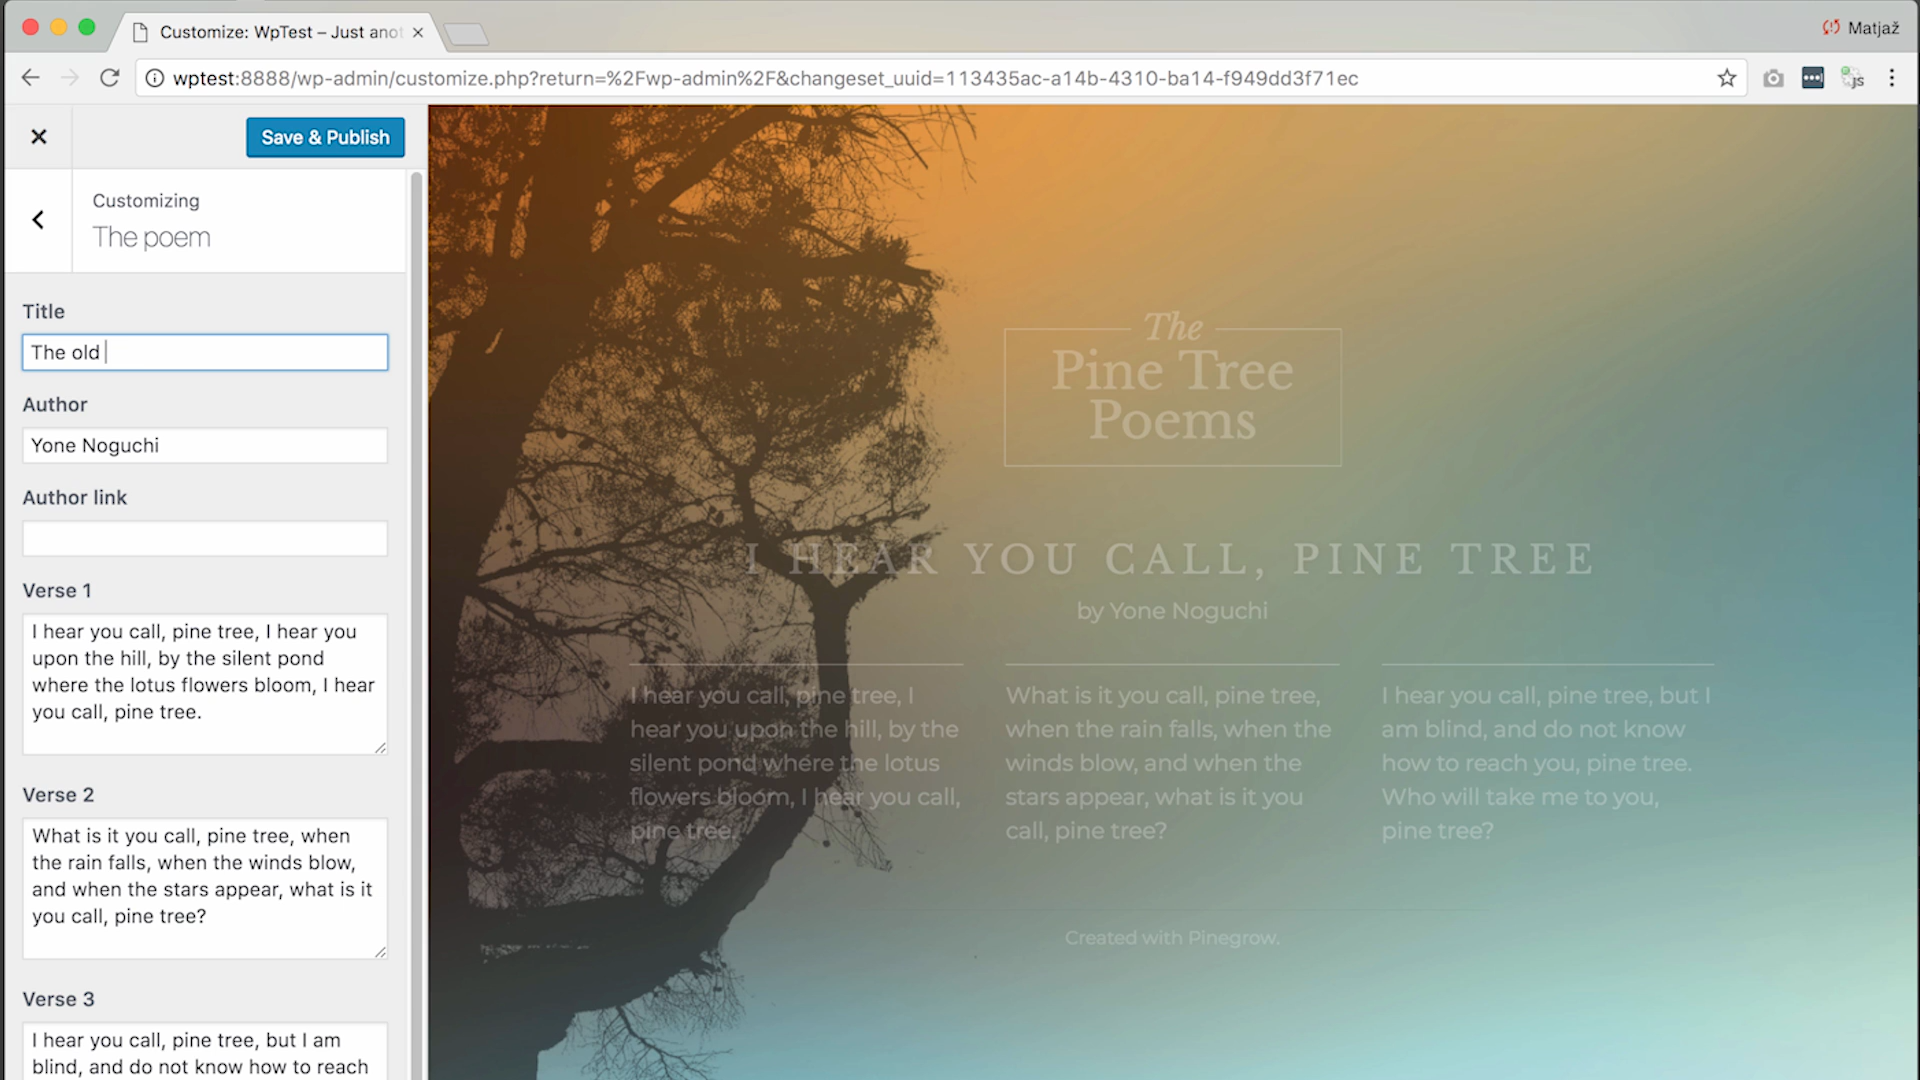 Customize: WpTest – Just anot
Matjaž
wptest:8888/wp-admin/customize.php?return=%2Fwp-admin%2F&changeset_uuid=113435ac-a14b-4310-ba14-f949dd3f71ec
JS
Save & Publish
Customizing
The poem
Title
The old
Author
Yone Noguchi
Author link
Verse 1
I hear you call, pine tree, I hear you
upon the hill, by the silent pond
where the lotus flowers bloom, I hear
you call, pine tree.
Verse 2
What is it you call, pine tree, when
the rain falls, when the winds blow,
and when the stars appear, what is it
you call, pine tree?
Verse 3
I hear you call, pine tree, but I am
blind, and do not know how to reach
The
Pine Tree
Poems
I HEAR YOU CALL, PINE TREE
by Yone Noguchi
I hear you call, pine tree, I
hear you upon the hill, by the
silent pond where the lotus
flowers bloom, I hear you call,
pine tree.
What is it you call, pine tree,
when the rain falls, when the
winds blow, and when the
stars appear, what is it you
call, pine tree?
I hear you call, pine tree, but I
am blind, and do not know
how to reach you, pine tree.
Who will take me to you,
pine tree?
Created with Pinegrow.